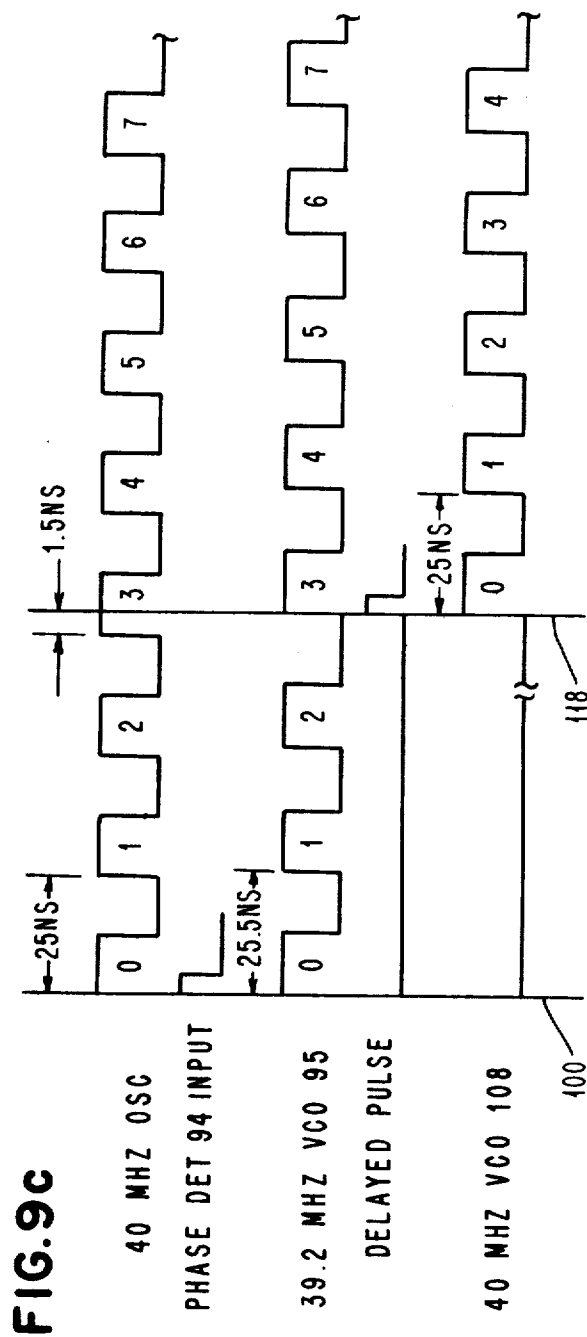 FIG.9c
40 MHZ OSC
0 1 2 3 4 5 6 7
25NS
1.5NS
PHASE DET 94 INPUT
39.2 MHZ VCO 95
0 1 2 3 4 5 6 7
25.5NS
DELAYED PULSE
40 MHZ VCO 108
0 1 2 3 4
25NS
100
118